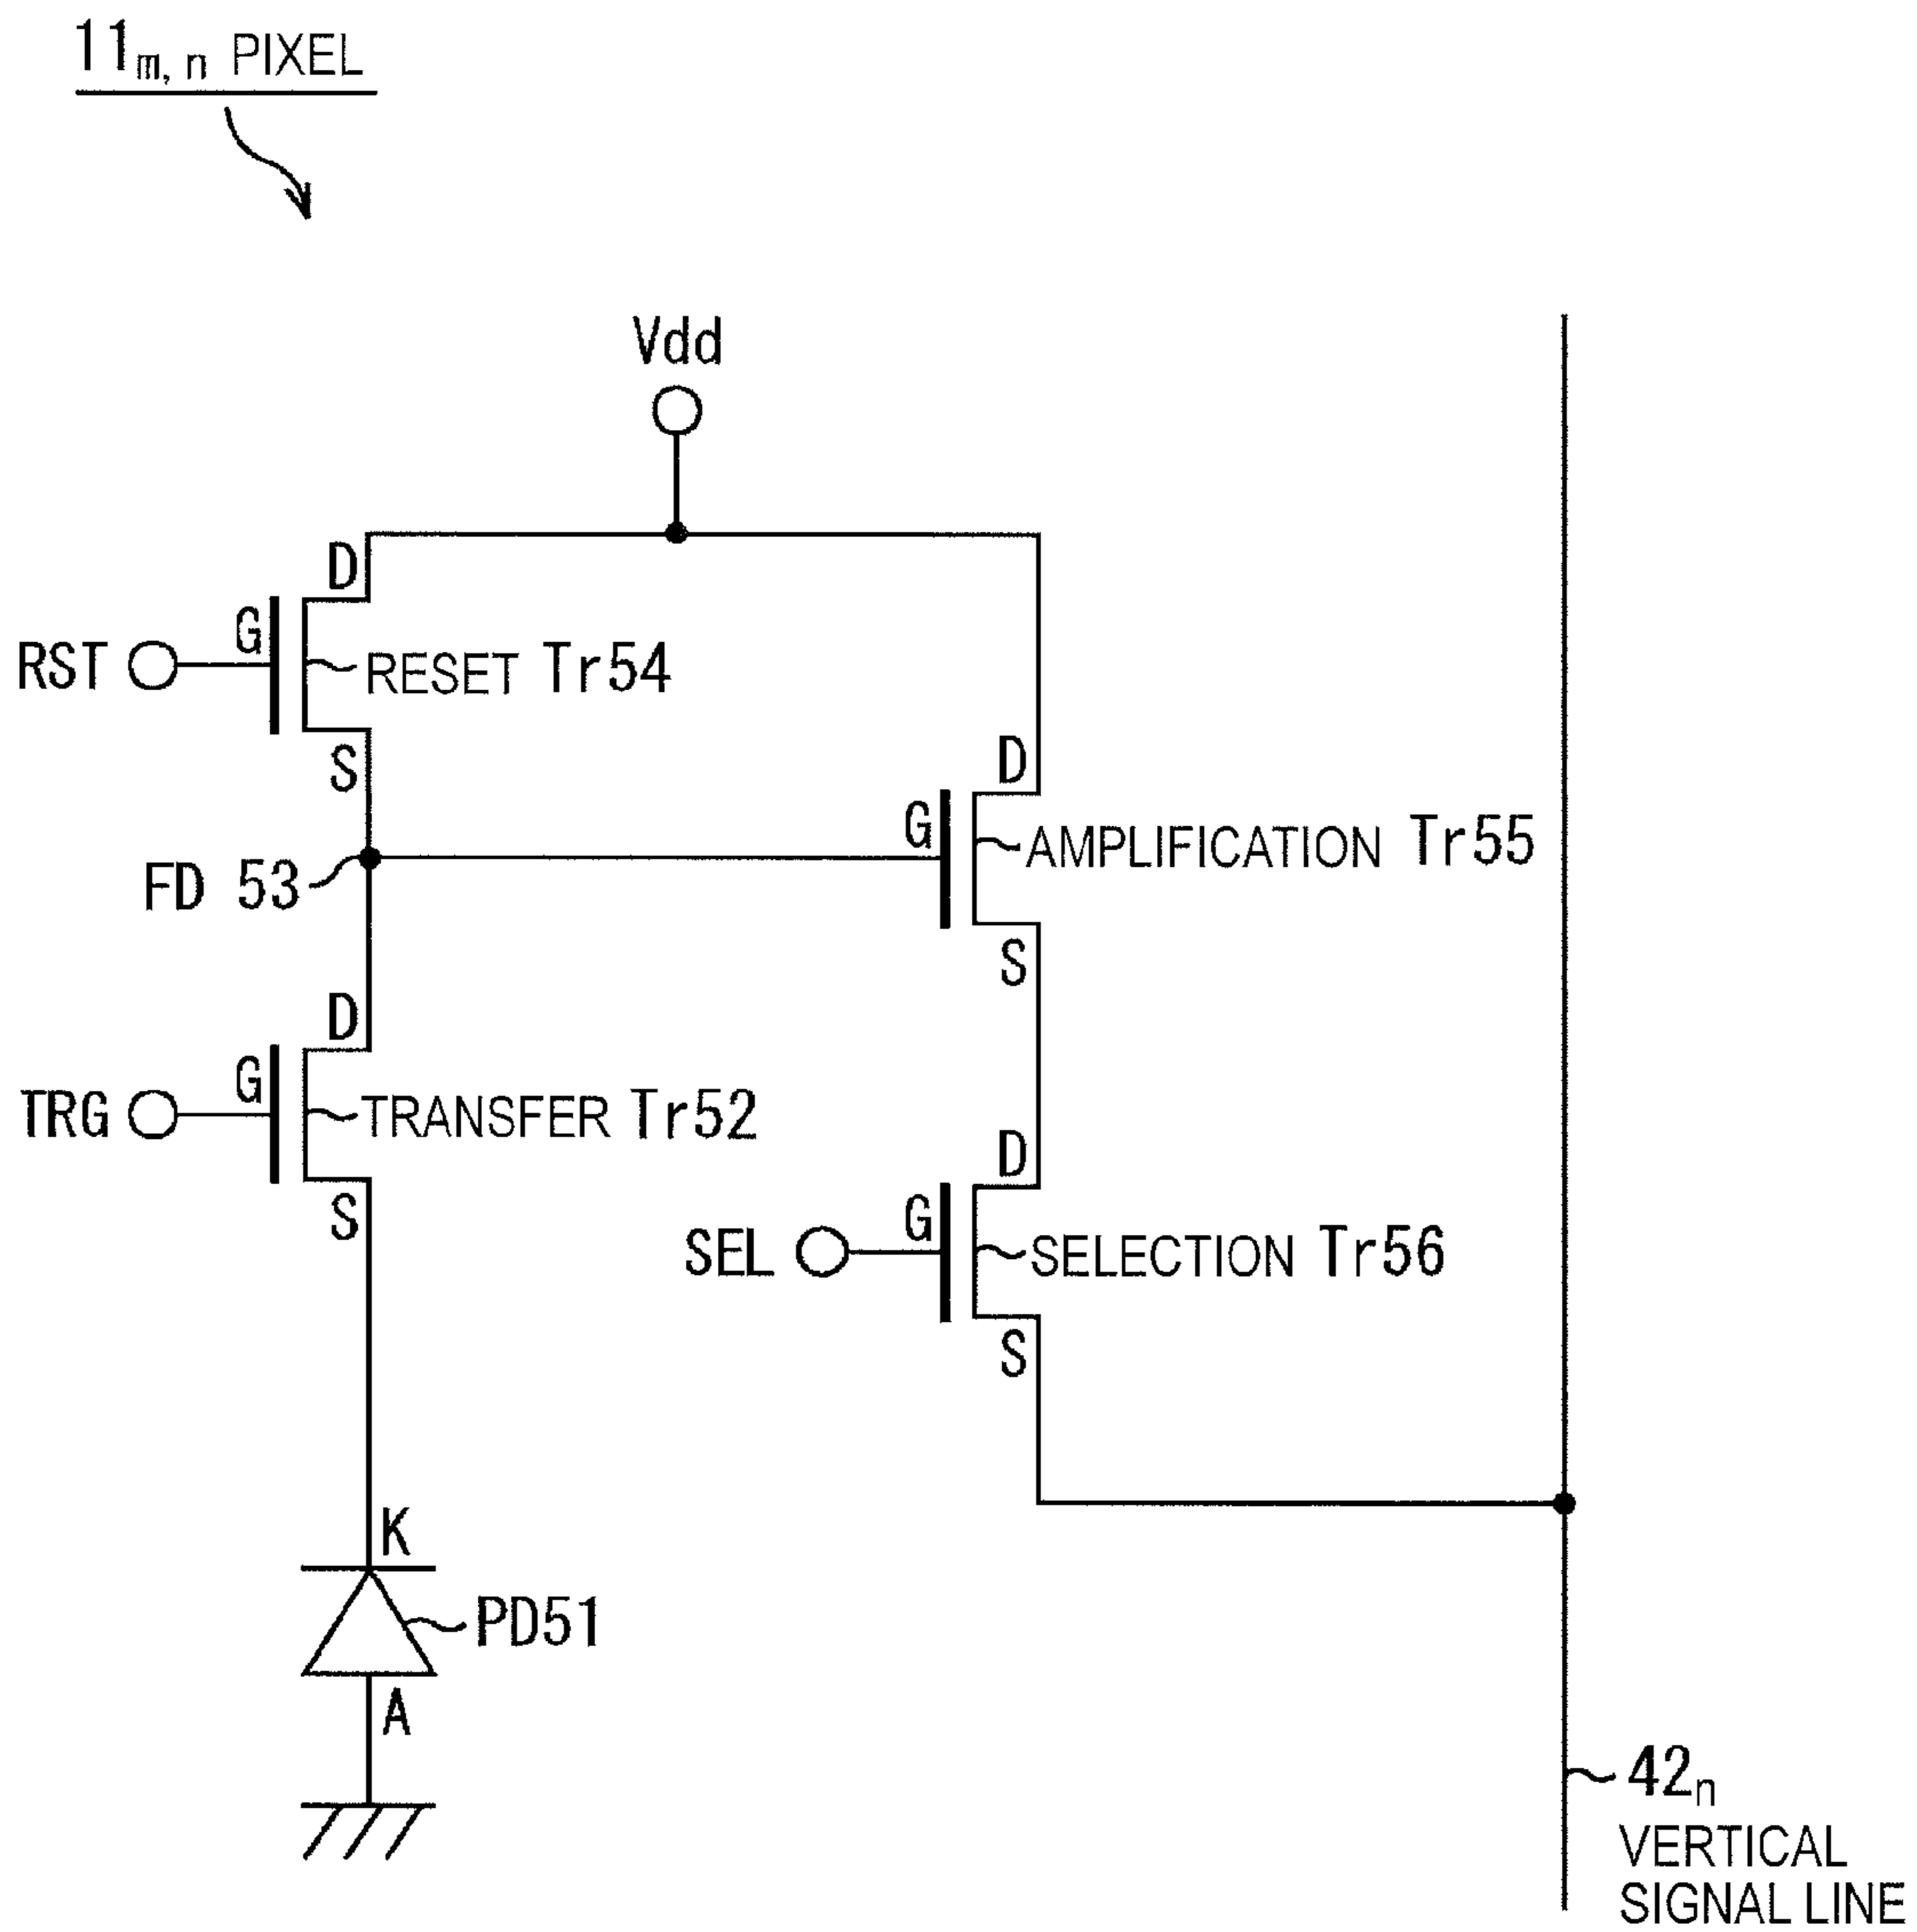 11m,n PIXEL
Vdd
D
G
RST
RESET Tr54
S
D
G
AMPLIFICATION Tr55
FD 53
S
D
G
TRG
TRANSFER Tr52
S
D
G
SEL
SELECTION Tr56
S
K
PD51
A
42n
VERTICAL
SIGNAL LINE